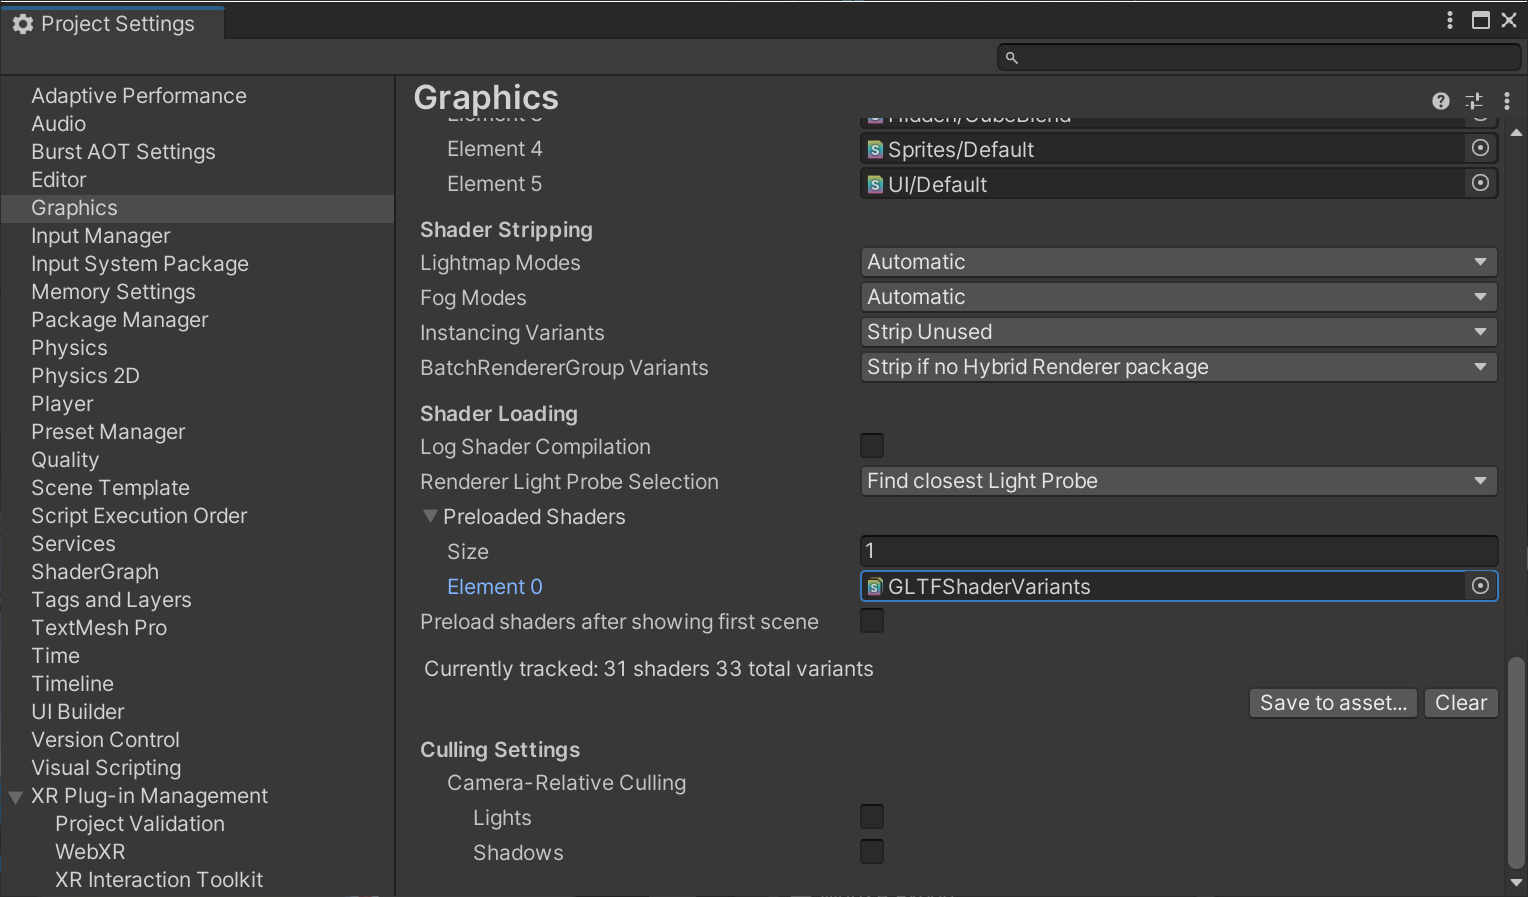 Project Settings
Adaptive Performance
Audio
Burst AOT Settings
Editor
Graphics
Input Manager
Input System Package
Memory Settings
Package Manager
Physics
Physics 2D
Player
Preset Manager
Quality
Scene Template
Script Execution Order
Services
ShaderGraph
Tags and Layers
TextMesh Pro
Time
Timeline
UI Builder
Version Control
Visual Scripting
XR Plug-in Management
Project Validation
WebXR
XR Interaction Toolkit
Graphics
Hidden/CubeBlend
Element 4 Sprites/Default
Element 5 UI/Default
Shader Stripping
Lightmap Modes Automatic
Fog Modes Automatic
Instancing Variants Strip Unused
BatchRendererGroup Variants Strip if no Hybrid Renderer package
Shader Loading
Log Shader Compilation
Renderer Light Probe Selection Find closest Light Probe
Preloaded Shaders
Size 1
Element 0 GLTFShaderVariants
Preload shaders after showing first scene
Currently tracked: 31 shaders 33 total variants
Save to asset... Clear
Culling Settings
Camera-Relative Culling
Lights
Shadows